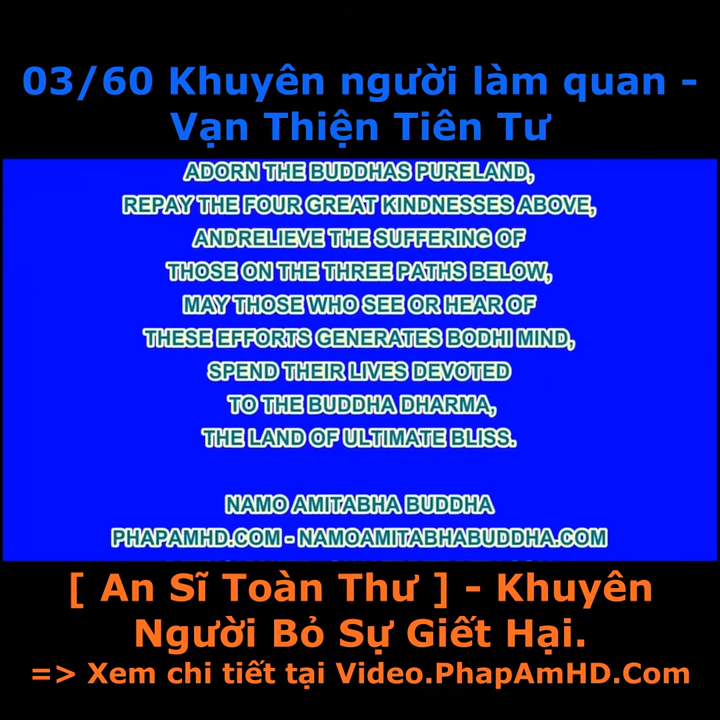 03/60 Khuyên người làm quan -
Vạn Thiện Tiên Tư
ADORN THE BUDDHAS PURELAND,
REPAY THE FOUR GREAT KINDNESSES ABOVE,
ANDRELIEVE THE SUFFERING OF
THOSE ON THE THREE PATHS BELOW,
MAY THOSE WHO SEE OR HEAR OF
THESE EFFORTS GENERATES BODHI MIND,
SPEND THEIR LIVES DEVOTED
TO THE BUDDHA DHARMA,
THE LAND OF ULTIMATE BLISS.
NAMO AMITABHA BUDDHA
PHAPAMHD.COM - NAMOAMITABHABUDDHA.COM
[ An Sĩ Toàn Thư ] - Khuyên
Người Bỏ Sự Giết Hại.
=> Xem chi tiết tại Video.PhapAmHD.Com